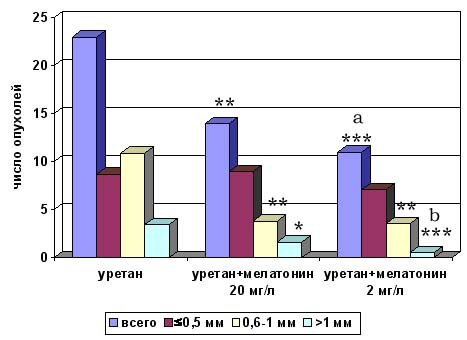 число опухолей
25
20
15
10
5
0
**
**
*
a
***
**
b
***
уретан
уретан+мелатонин
20 мг/л
уретан+мелатонин
2 мг/л
всего ≤0,5 мм 0,6-1 мм >1 мм